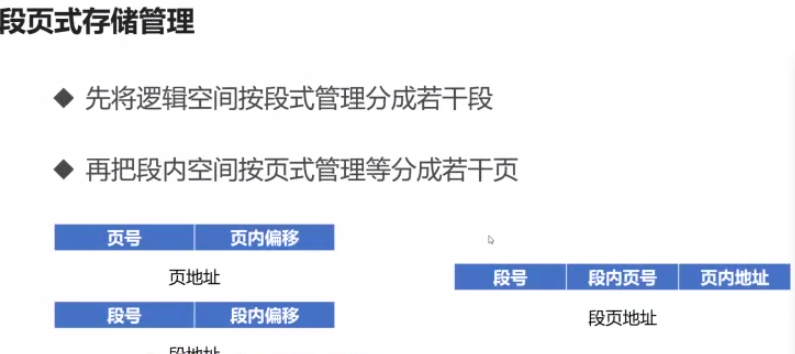 段页式存储管理
先将逻辑空间按段式管理分成若干段
再把段内空间按页式管理等分成若干页
页号 页内偏移
页地址
段号 段内偏移
段地址
段号 段内页号 页内地址
段页地址